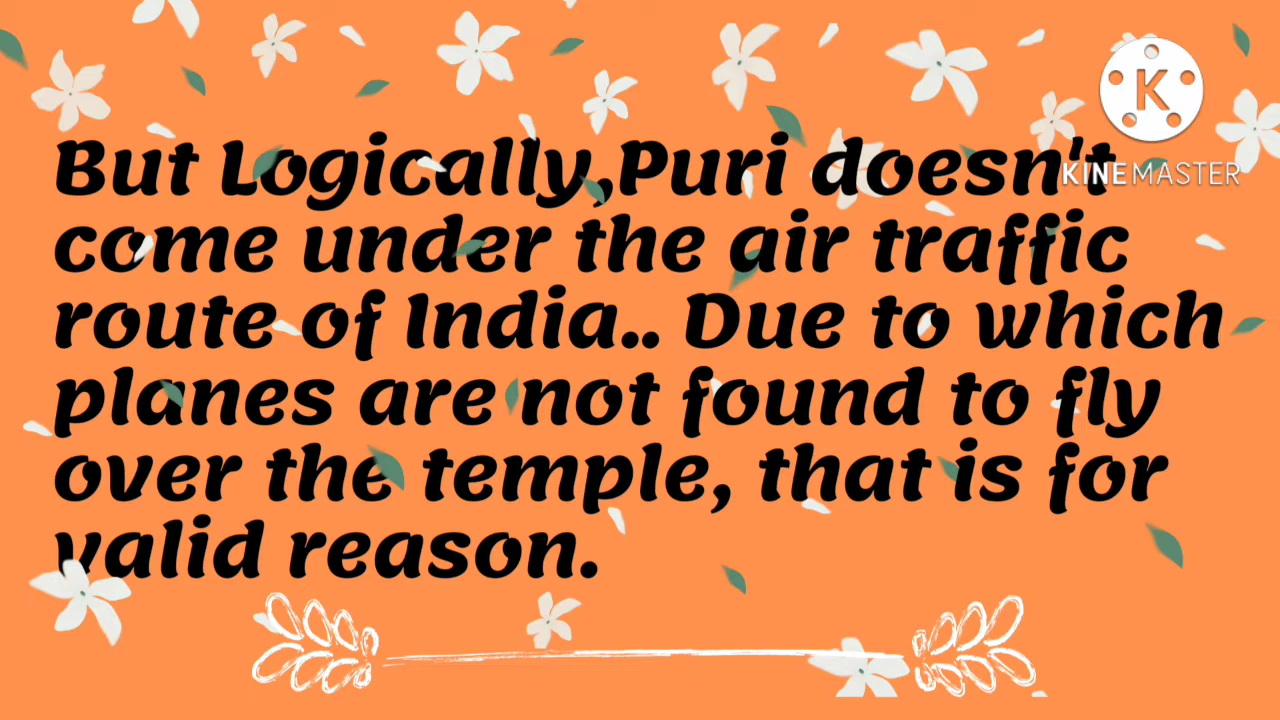 But Logically,Puri doesn't
come under the air traffic
route of India.. Due to which
planes are not found to fly
over the temple, that is for
valid reason.
K
KINEMASTER